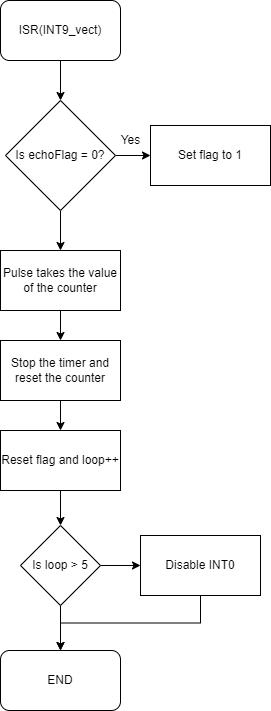 ISR(INT9_vect)
Is echoFlag = 0?
Yes
Set flag to 1
Pulse takes the value
of the counter
Stop the timer and
reset the counter
Reset flag and loop++
Is loop > 5
Disable INT0
END